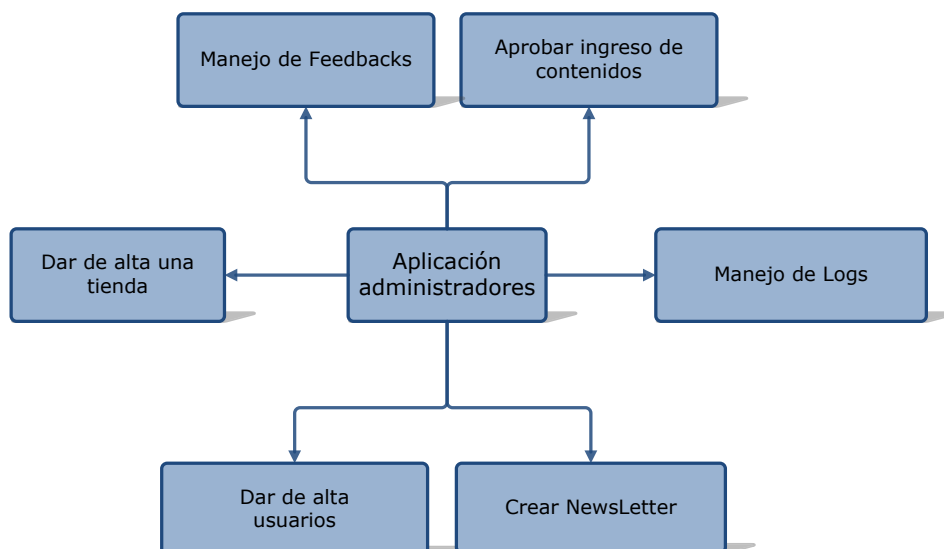 Manejo de Feedbacks
Aprobar ingreso de
contenidos
Dar de alta una
tienda
Aplicación
administradores
Manejo de Logs
Dar de alta
usuarios
Crear NewsLetter